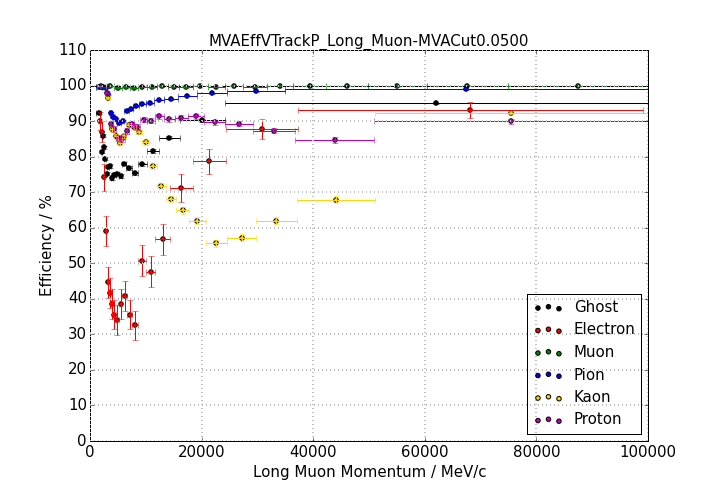 MVAEffVTrackP_Long_Muon-MVACut0.0500
110
100
90
80
70
60
50
40
30
20
10
0
Efficiency / %
0 20000 40000 60000 80000 100000
Long Muon Momentum / MeV/c
Ghost
Electron
Muon
Pion
Kaon
Proton